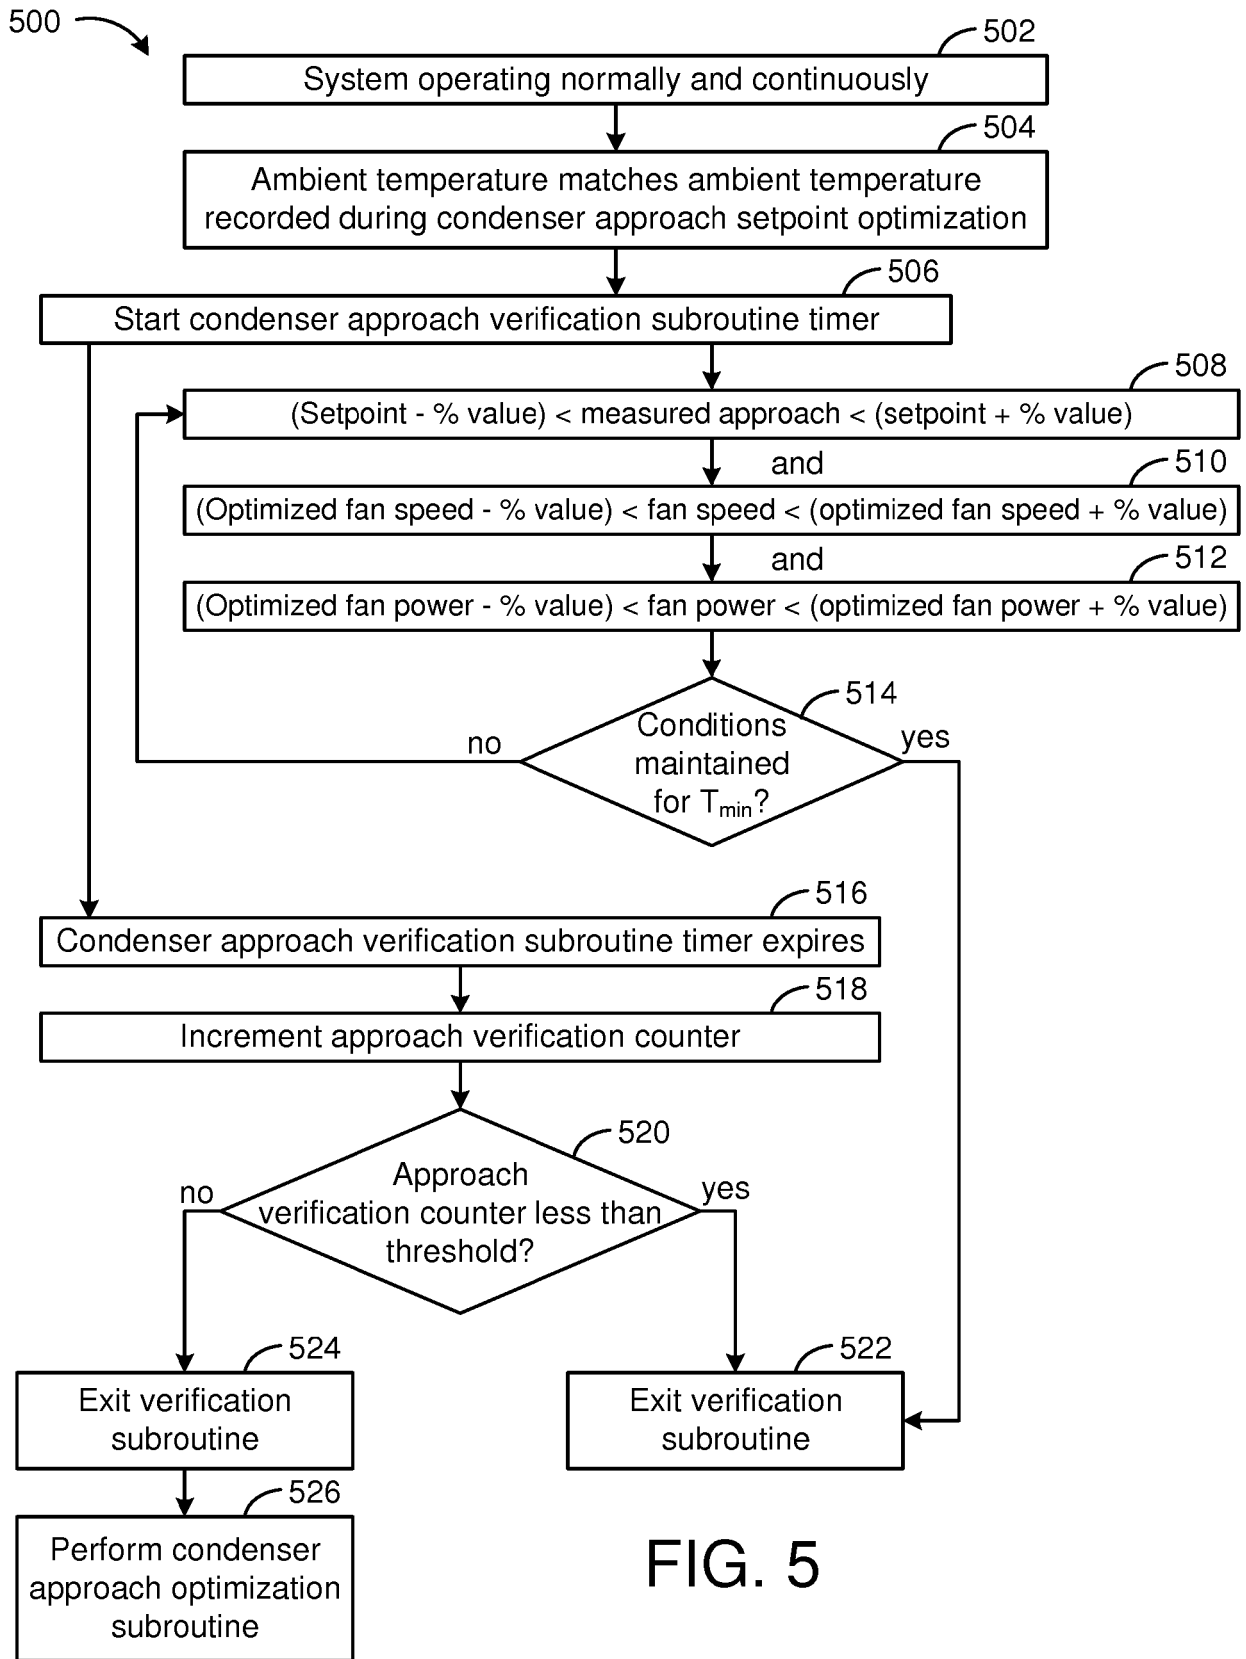 500
502
System operating normally and continuously
504
Ambient temperature matches ambient temperature
recorded during condenser approach setpoint optimization
506
Start condenser approach verification subroutine timer
508
(Setpoint - % value) < measured approach < (setpoint + % value)
and
510
(Optimized fan speed - % value) < fan speed < (optimized fan speed + % value)
and
512
(Optimized fan power - % value) < fan power < (optimized fan power + % value)
514
Conditions
maintained
for Tmin?
no
yes
516
Condenser approach verification subroutine timer expires
518
Increment approach verification counter
520
Approach
verification counter less than
threshold?
no
yes
524
Exit verification
subroutine
522
Exit verification
subroutine
526
Perform condenser
approach optimization
subroutine
FIG. 5